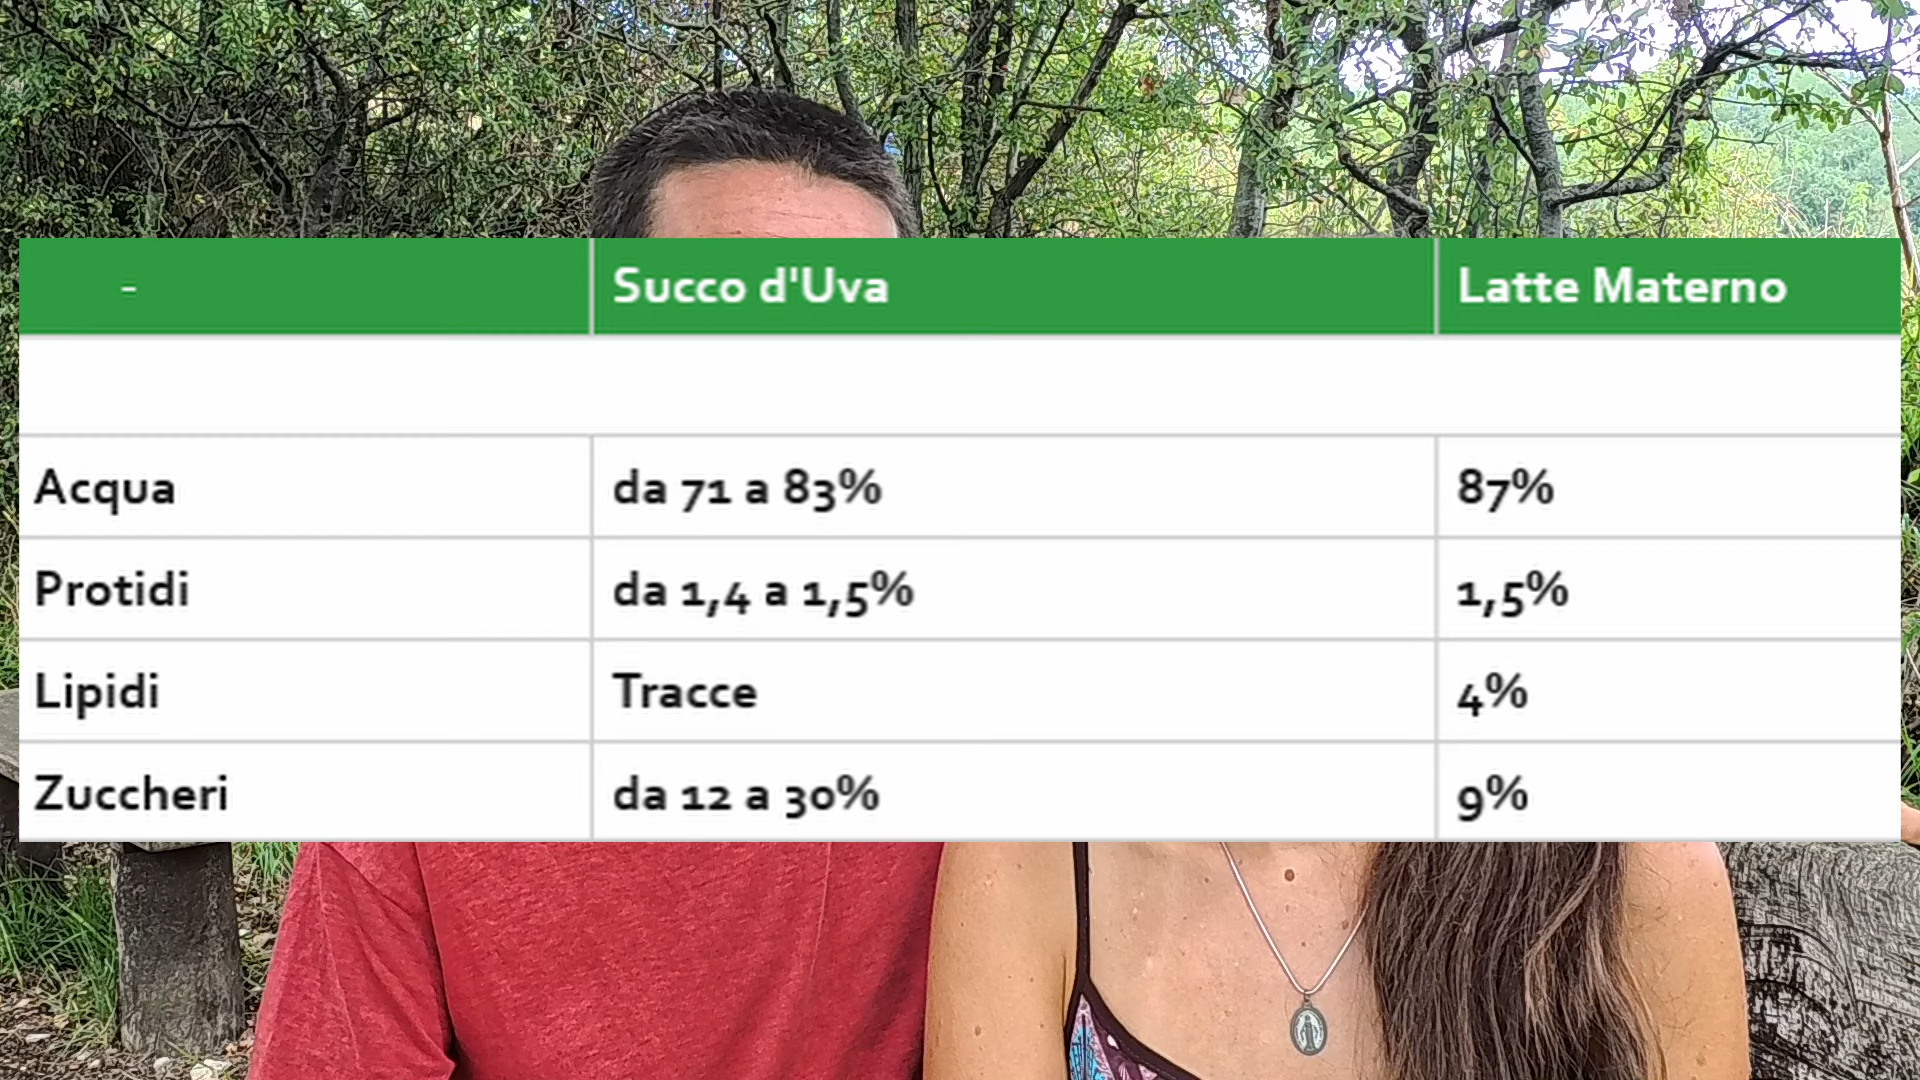 - Succo d'Uva Latte Materno
Acqua da 71 a 83% 87%
Protidi da 1,4 a 1,5% 1,5%
Lipidi Tracce 4%
Zuccheri da 12 a 30% 9%